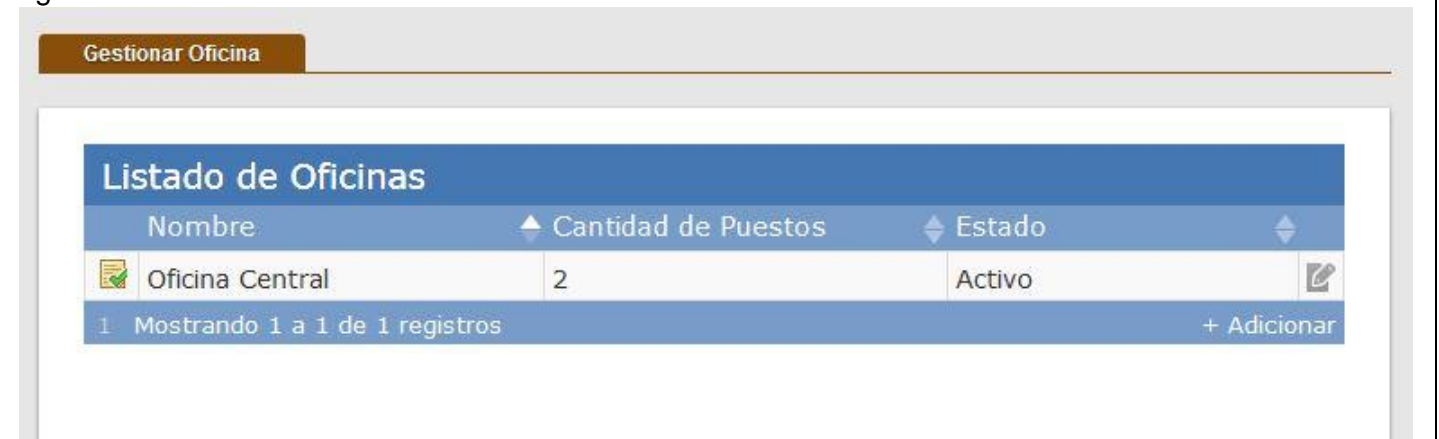 Gestionar Oficina
Listado de Oficinas
Nombre Cantidad de Puestos Estado
Oficina Central 2 Activo
1 Mostrando 1 a 1 de 1 registros + Adicionar